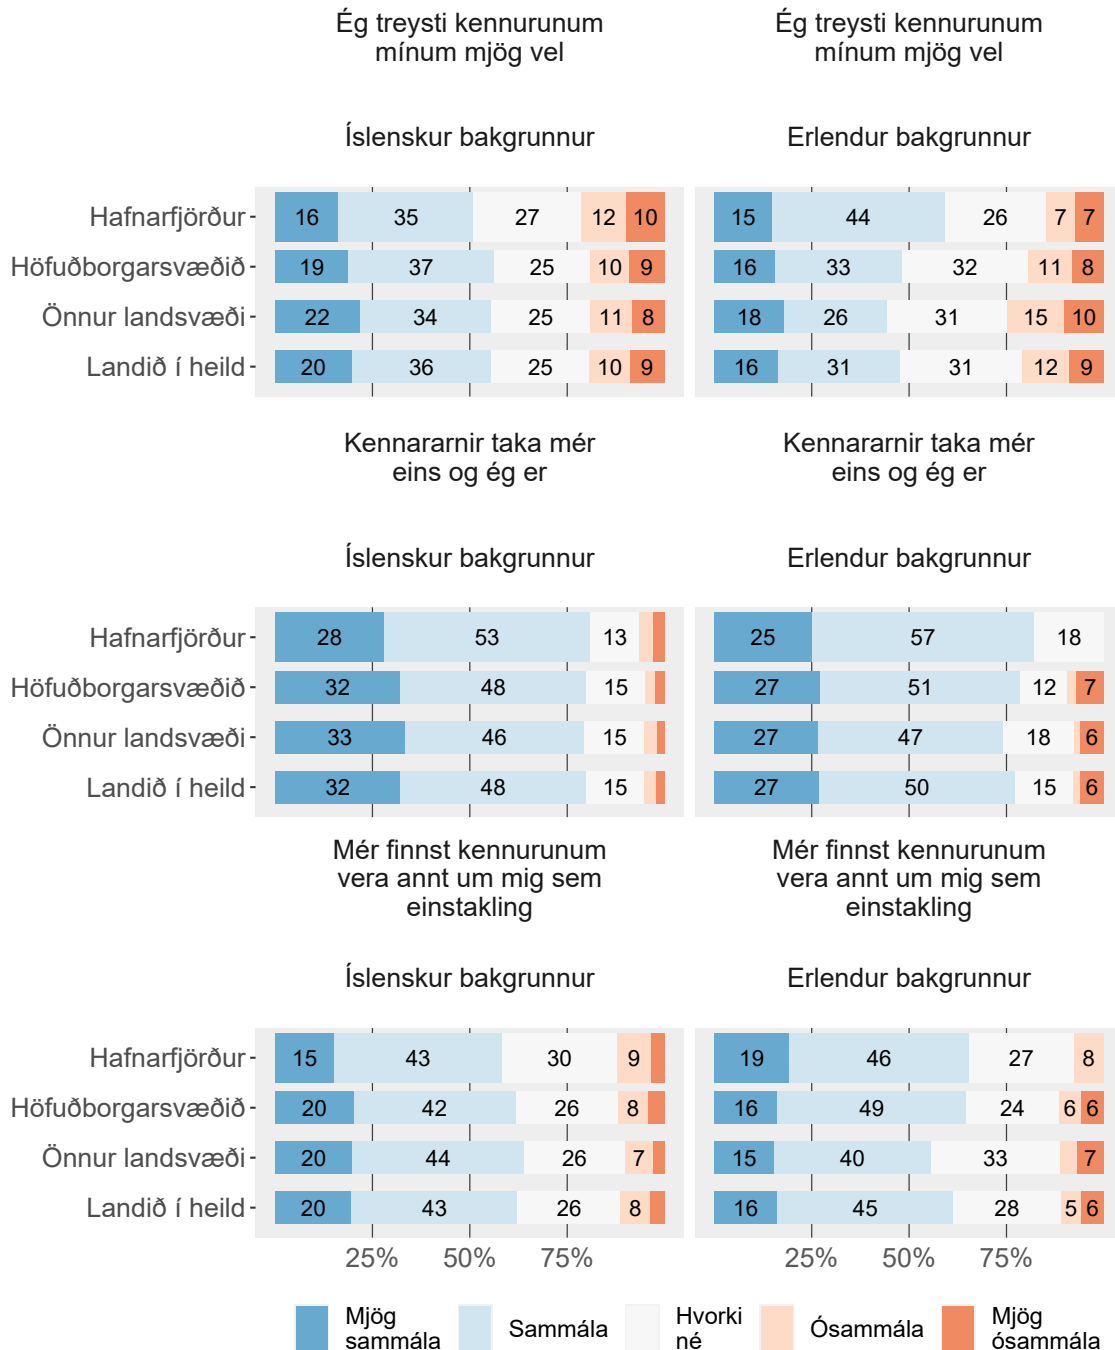 Ég treysti kennurunum
mínum mjög vel
Ég treysti kennurunum
mínum mjög vel
Íslenskur bakgrunnur
Erlendur bakgrunnur
Hafnarfjörður 16 35 27 12 10 15 44 26 7 7
Höfuðborgarsvæðið 19 37 25 10 9 16 33 32 11 8
Önnur landsvæði 22 34 25 11 8 18 26 31 15 10
Landið í heild 20 36 25 10 9 16 31 31 12 9
Kennararnir taka mér
eins og ég er
Kennararnir taka mér
eins og ég er
Íslenskur bakgrunnur
Erlendur bakgrunnur
Hafnarfjörður 28 53 13 25 57 18
Höfuðborgarsvæðið 32 48 15 27 51 12 7
Önnur landsvæði 33 46 15 27 47 18 6
Landið í heild 32 48 15 27 50 15 6
Mér finnst kennurunum
vera annt um mig sem
einstakling
Mér finnst kennurunum
vera annt um mig sem
einstakling
Íslenskur bakgrunnur
Erlendur bakgrunnur
Hafnarfjörður 15 43 30 9 19 46 27 8
Höfuðborgarsvæðið 20 42 26 8 16 49 24 6 6
Önnur landsvæði 20 44 26 7 15 40 33 7
Landið í heild 20 43 26 8 16 45 28 5 6
25% 50% 75% 25% 50% 75%
Mjög
sammála
Sammála
Hvorki
né
Ósammála
Mjög
ósammála